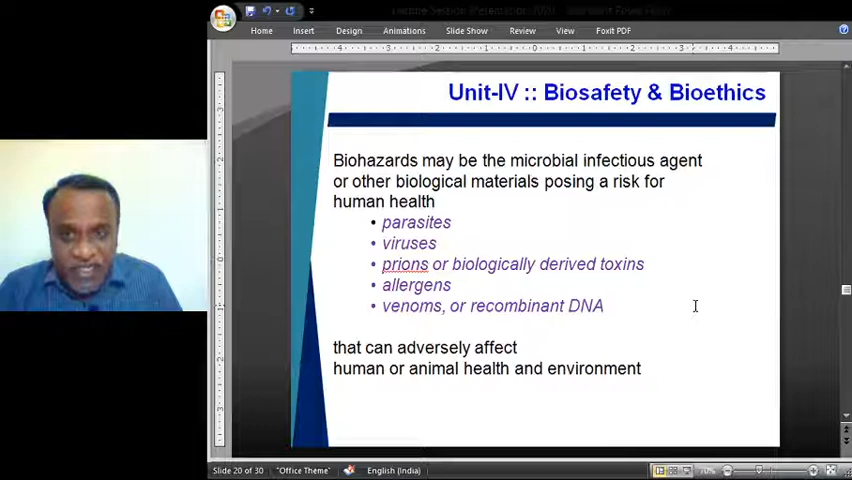 Home Insert Design Animations Slide Show Review View Foxit PDF
Unit-IV :: Biosafety & Bioethics
Biohazards may be the microbial infectious agent
or other biological materials posing a risk for
human health
• parasites
• viruses
• prions or biologically derived toxins
• allergens
• venoms, or recombinant DNA
that can adversely affect
human or animal health and environment
Slide 20 of 30 "Office Theme" English (India) 70%